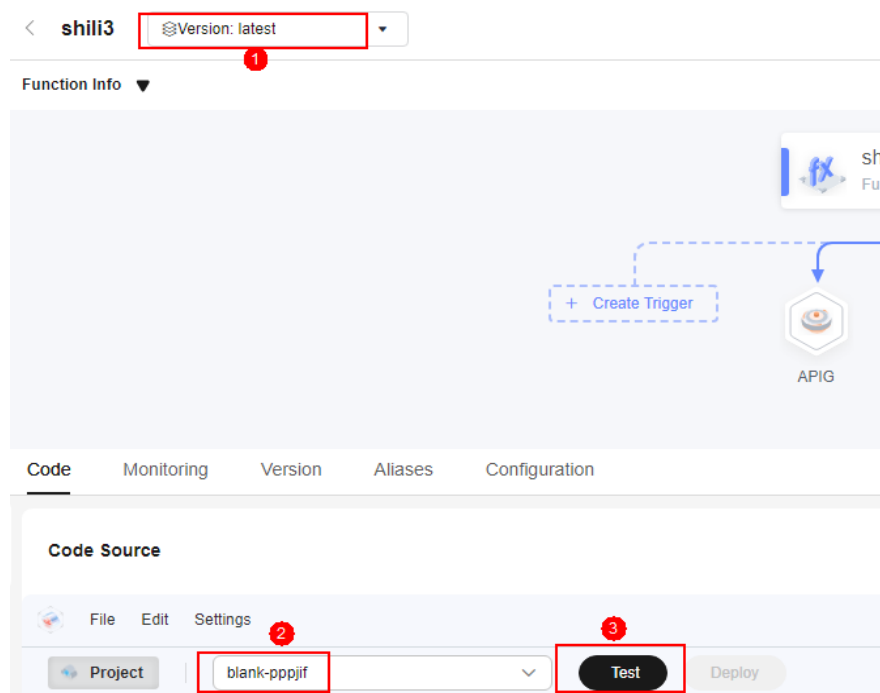 shili3 Version: latest
1
Function Info
sh
fx
Fu
+ Create Trigger
APIG
Code Monitoring Version Aliases Configuration
Code Source
File Edit Settings
2 3
Project blank-pppjif Test Deploy